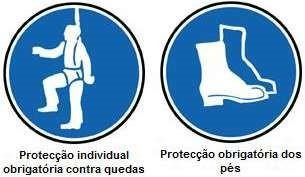 Protecção individual
obrigatória contra quedas
Protecção obrigatória dos
pés